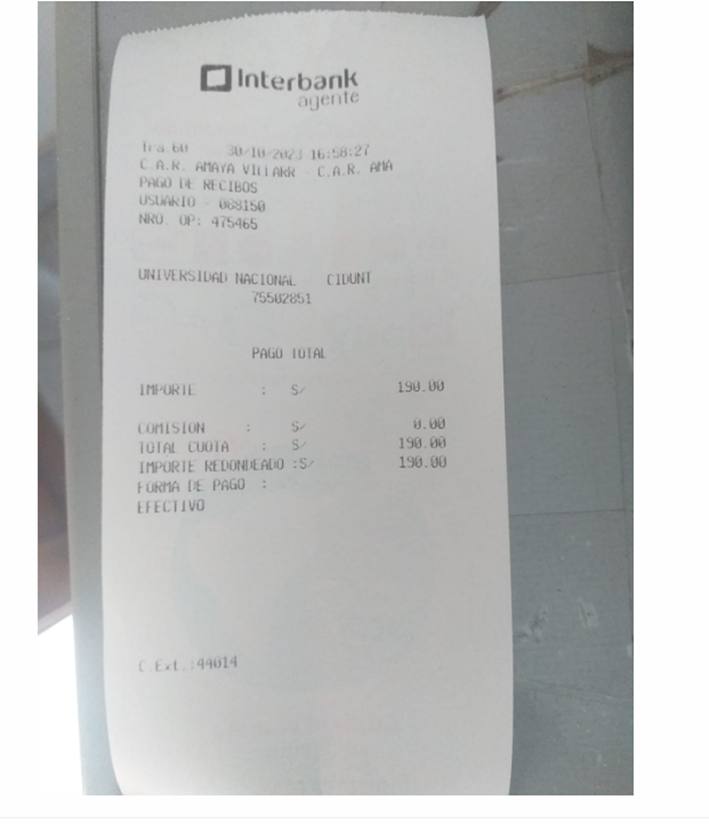 Interbank
agente
Tra.60 30/10/2023 16:58:27
C.A.R. AMAYA VILLARR - C.A.R. AMA
PAGO DE RECIBOS
USUARIO - 068150
NRO. OP: 475465
UNIVERSIDAD NACIONAL CIDUNT
75502851
PAGO TOTAL
IMPORTE : S/ 190.00
COMISION : S/ 0.00
TOTAL CUOTA : S/ 190.00
IMPORTE REDONDEADO :S/ 190.00
FORMA DE PAGO :
EFECTIVO
C.Ext.:44014